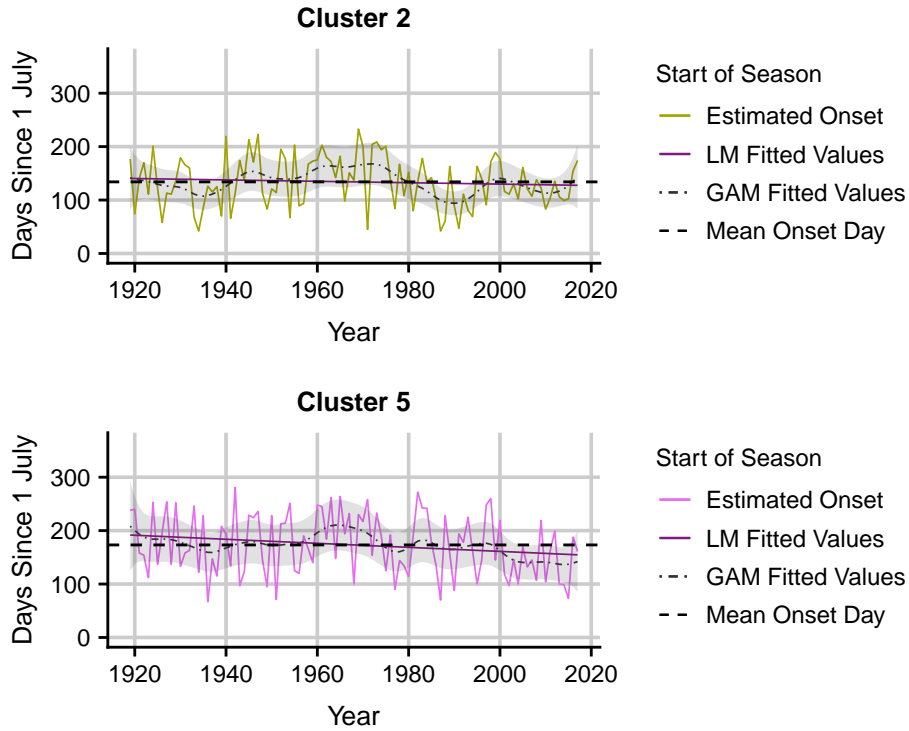 Cluster 2
Days Since 1 July
300
200
100
0
1920 1940 1960 1980 2000 2020
Year
Start of Season
Estimated Onset
LM Fitted Values
GAM Fitted Values
Mean Onset Day
Cluster 5
Days Since 1 July
300
200
100
0
1920 1940 1960 1980 2000 2020
Year
Start of Season
Estimated Onset
LM Fitted Values
GAM Fitted Values
Mean Onset Day